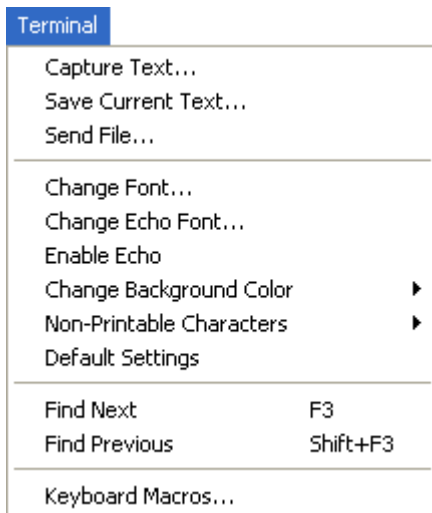 Terminal
Capture Text...
Save Current Text...
Send File...
Change Font...
Change Echo Font...
Enable Echo
Change Background Color
Non-Printable Characters
Default Settings
Find Next F3
Find Previous Shift+F3
Keyboard Macros...